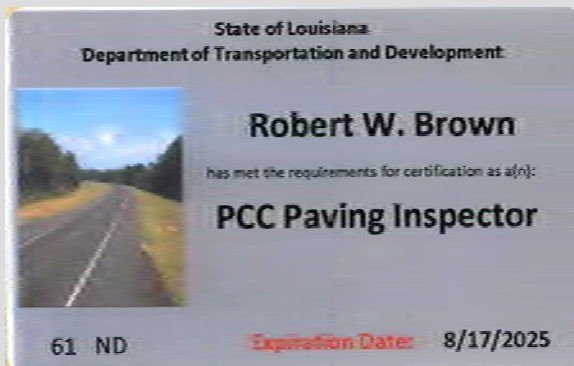 State of Louisiana
Department of Transportation and Development
Robert W. Brown
has met the requirements for certification as a(n):
PCC Paving Inspector
61 ND
Expiration Date: 8/17/2025